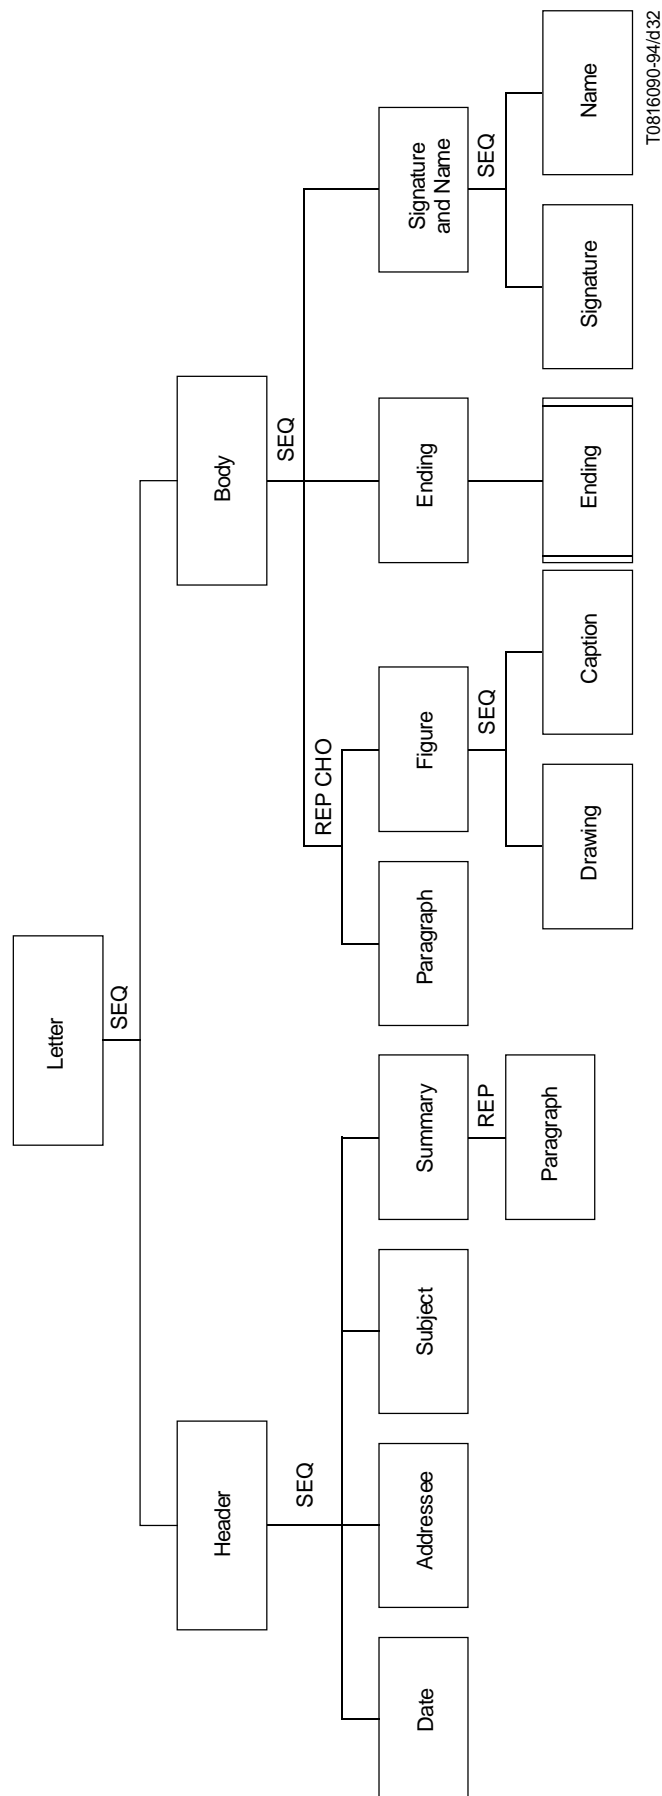 Letter
SEQ
Header
Body
SEQ
SEQ
REP CHO
Date
Addressee
Subject
Summary
Paragraph
Figure
Ending
Signature
and Name
REP
SEQ
SEQ
Paragraph
Drawing
Caption
Ending
Signature
Name
T0816090-94/d32